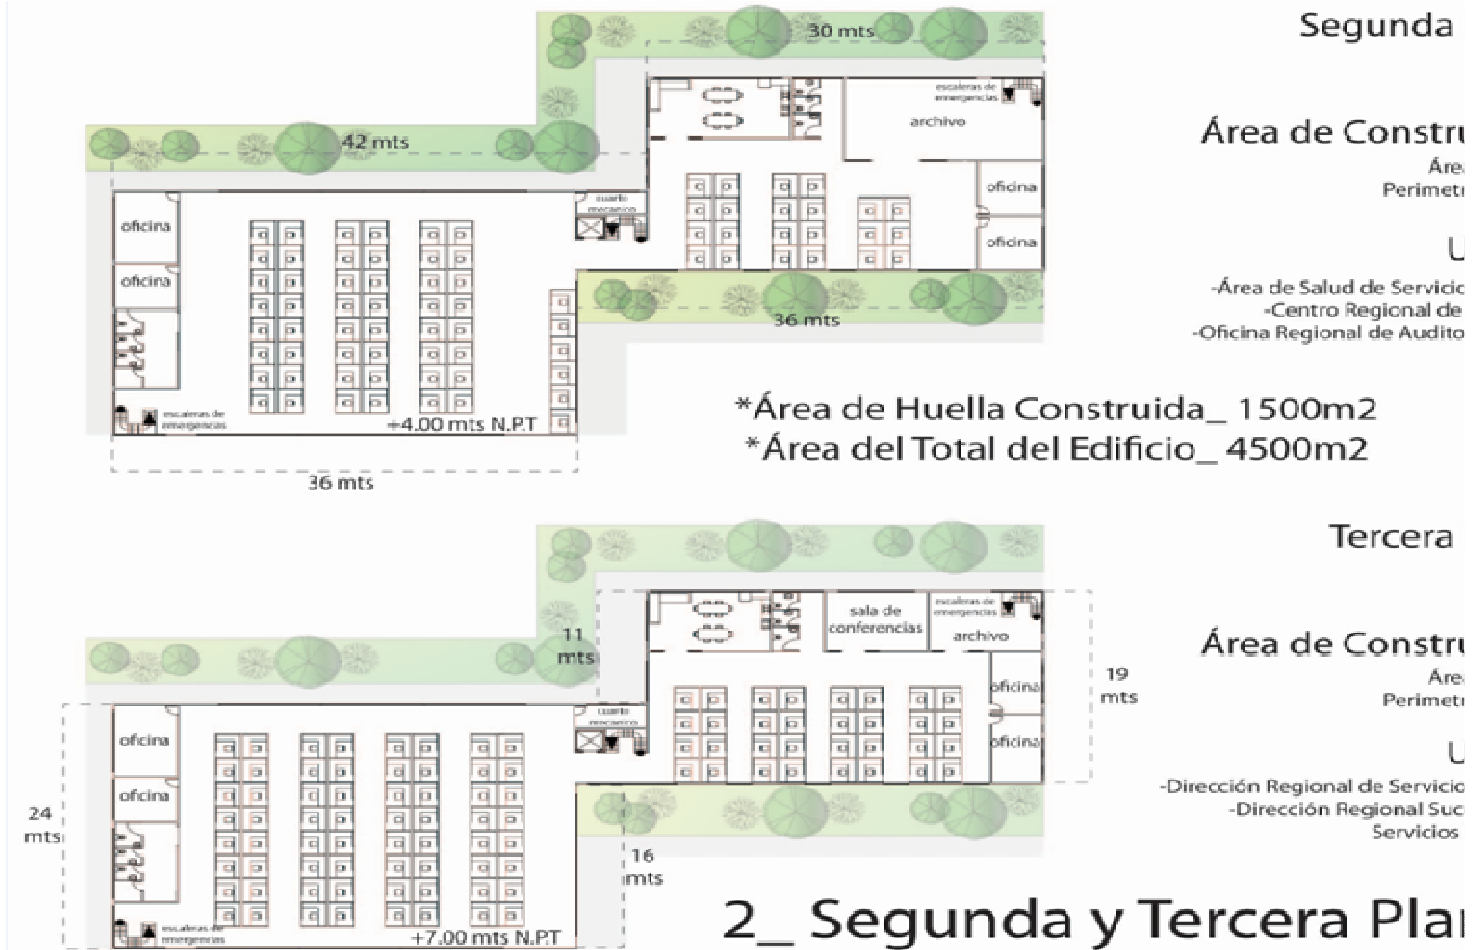 Segunda
30 mts
escaleras de
emergencias
archivo
42 mts
Área de Constru
Área
Perimetr
oficina
oficina
cuarto
mecanico
oficina
oficina
U
-Área de Salud de Servicio
-Centro Regional de
-Oficina Regional de Audito
36 mts
*Área de Huella Construida_ 1500m2
*Área del Total del Edificio_ 4500m2
escaleras de
emergencias
+4.00 mts N.P.T
36 mts
Tercera
sala de
conferencias
escaleras de
emergencias
archivo
11
mts
Área de Constru
Área
Perimetr
19
mts
oficina
oficina
cuarto
mecanico
oficina
oficina
U
-Dirección Regional de Servicio
-Dirección Regional Suc
Servicios
24
mts
16
mts
escaleras de
emergencias
+7.00 mts N.P.T
2_ Segunda y Tercera Plan